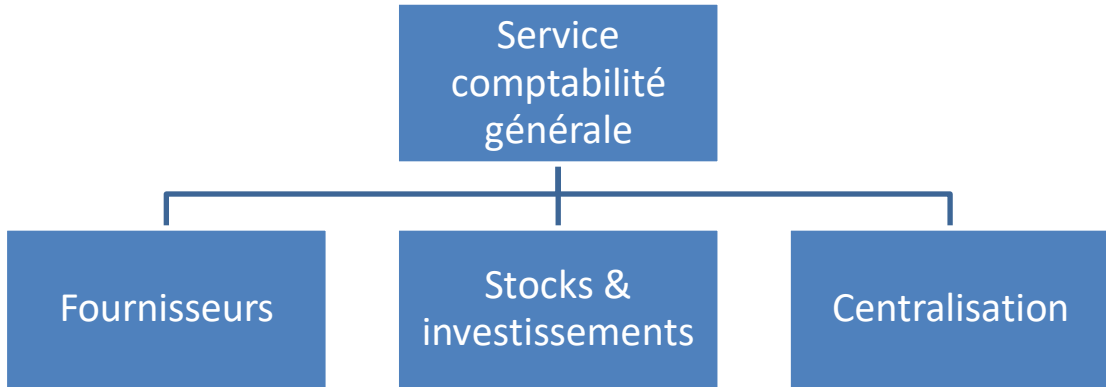 Service
comptabilité
générale
Fournisseurs
Stocks &
investissements
Centralisation